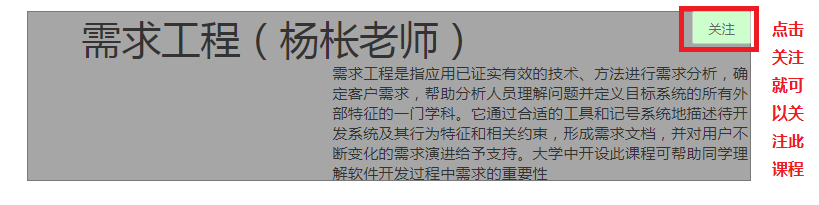 需求工程（杨枨老师）
关注
需求工程是指应用已证实有效的技术、方法进行需求分析，确
定客户需求，帮助分析人员理解问题并定义目标系统的所有外
部特征的一门学科。它通过合适的工具和记号系统地描述待开
发系统及其行为特征和相关约束，形成需求文档，并对用户不
断变化的需求演进给予支持。大学中开设此课程可帮助同学理
解软件开发过程中需求的重要性
点击
关注
就可
以关
注此
课程